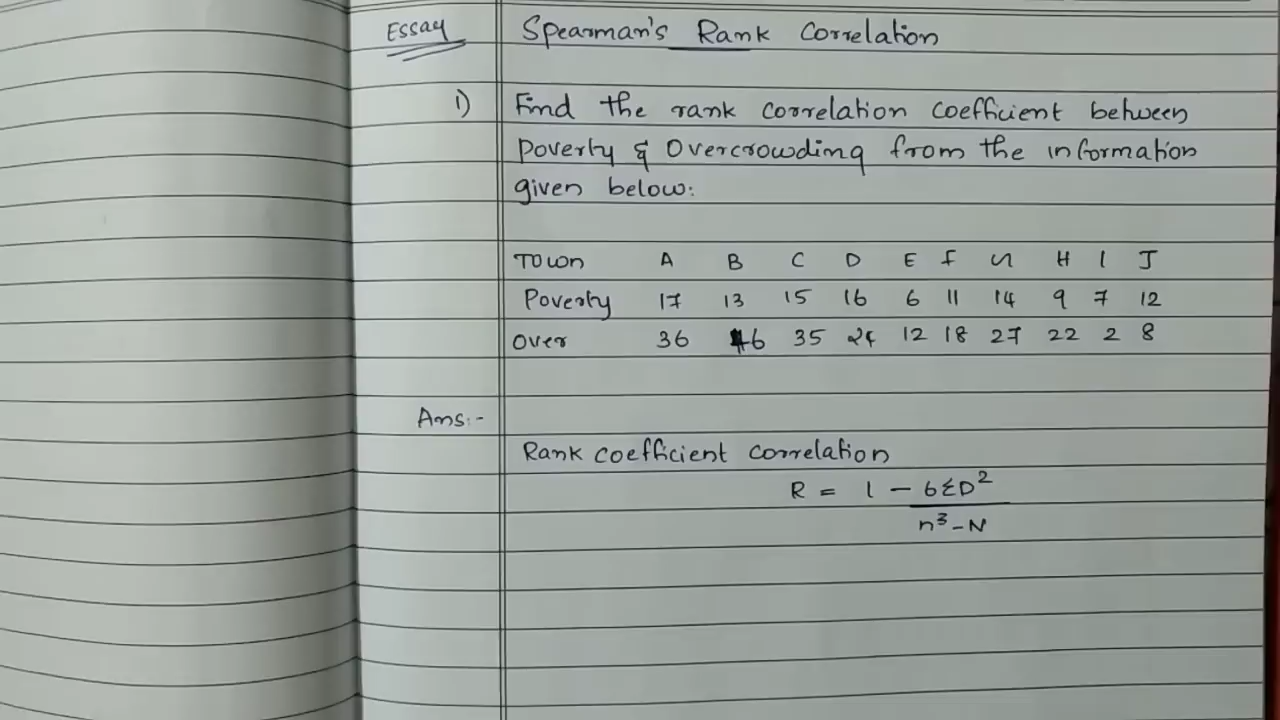 Essay
Spearman's Rank Correlation
1) Find the rank correlation coefficient between
Poverty & Overcrowding from the information
given below:
Town A B C D E F G H I J
Poverty 17 13 15 16 6 11 14 9 7 12
Over 36 46 35 24 12 18 27 22 2 8
Ans:-
Rank coefficient correlation
R = 1 - 6ΣD²
n³-N